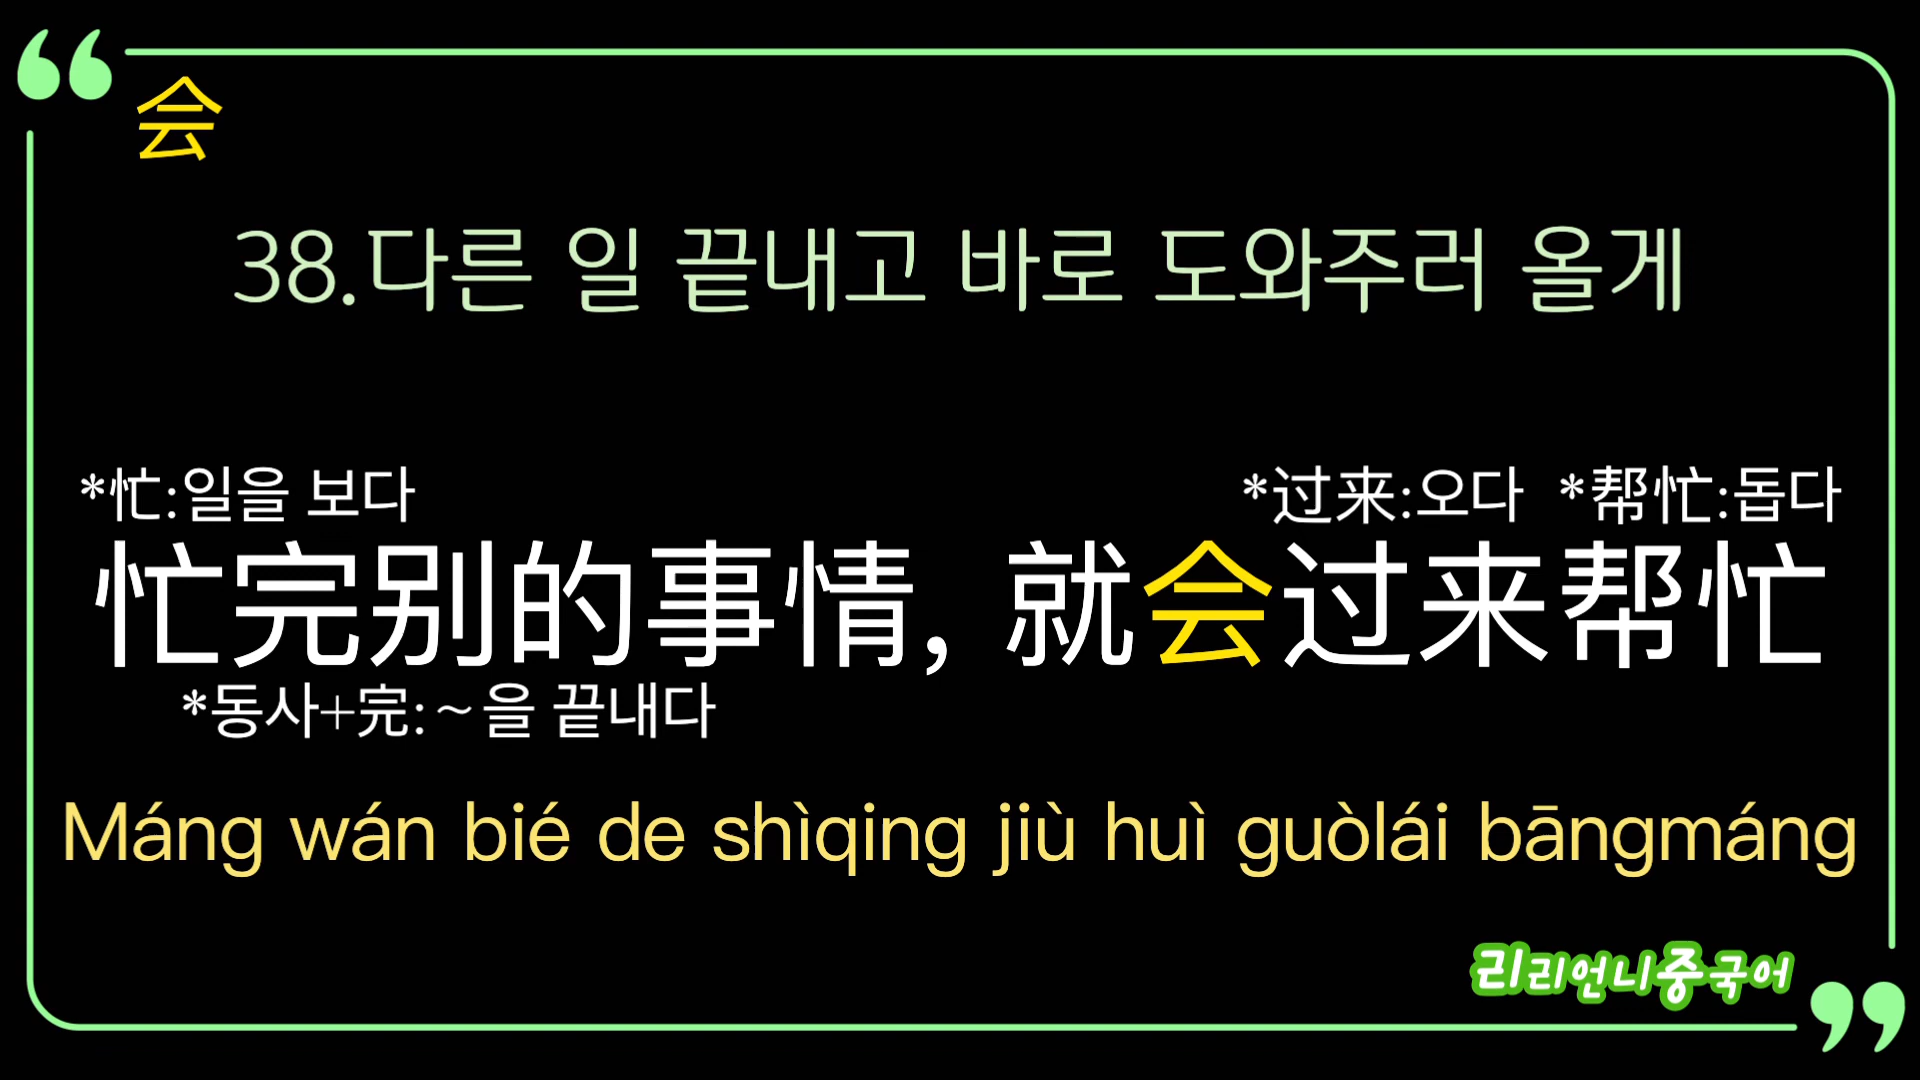 会
38.다른 일 끝내고 바로 도와주러 올게
*忙:일을 보다 *过来:오다 *帮忙:돕다
忙完别的事情, 就会过来帮忙
*동사+完:~을 끝내다
Máng wán bié de shìqing jiù huì guòlái bāngmáng
리리언니중국어